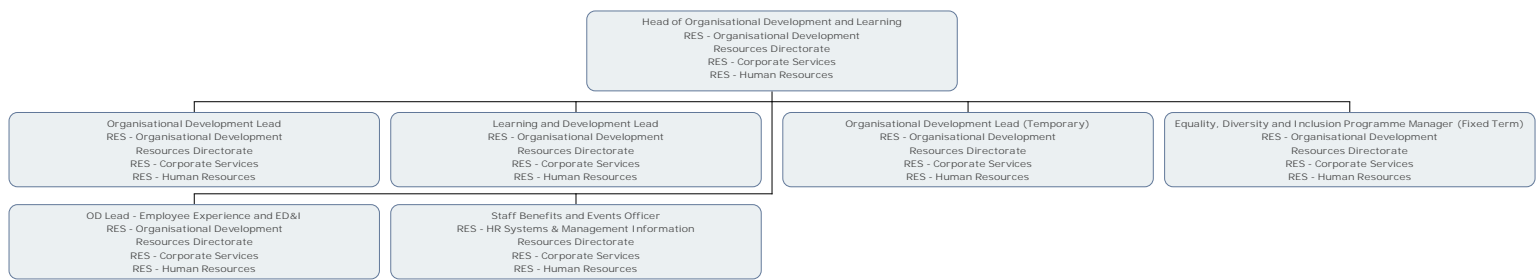 Head of Organisational Development and Learning
RES - Organisational Development
Resources Directorate
RES - Corporate Services
RES - Human Resources
Organisational Development Lead
RES - Organisational Development
Resources Directorate
RES - Corporate Services
RES - Human Resources
Learning and Development Lead
RES - Organisational Development
Resources Directorate
RES - Corporate Services
RES - Human Resources
Organisational Development Lead (Temporary)
RES - Organisational Development
Resources Directorate
RES - Corporate Services
RES - Human Resources
Equality, Diversity and Inclusion Programme Manager (Fixed Term)
RES - Organisational Development
Resources Directorate
RES - Corporate Services
RES - Human Resources
OD Lead - Employee Experience and ED&I
RES - Organisational Development
Resources Directorate
RES - Corporate Services
RES - Human Resources
Staff Benefits and Events Officer
RES - HR Systems & Management Information
Resources Directorate
RES - Corporate Services
RES - Human Resources